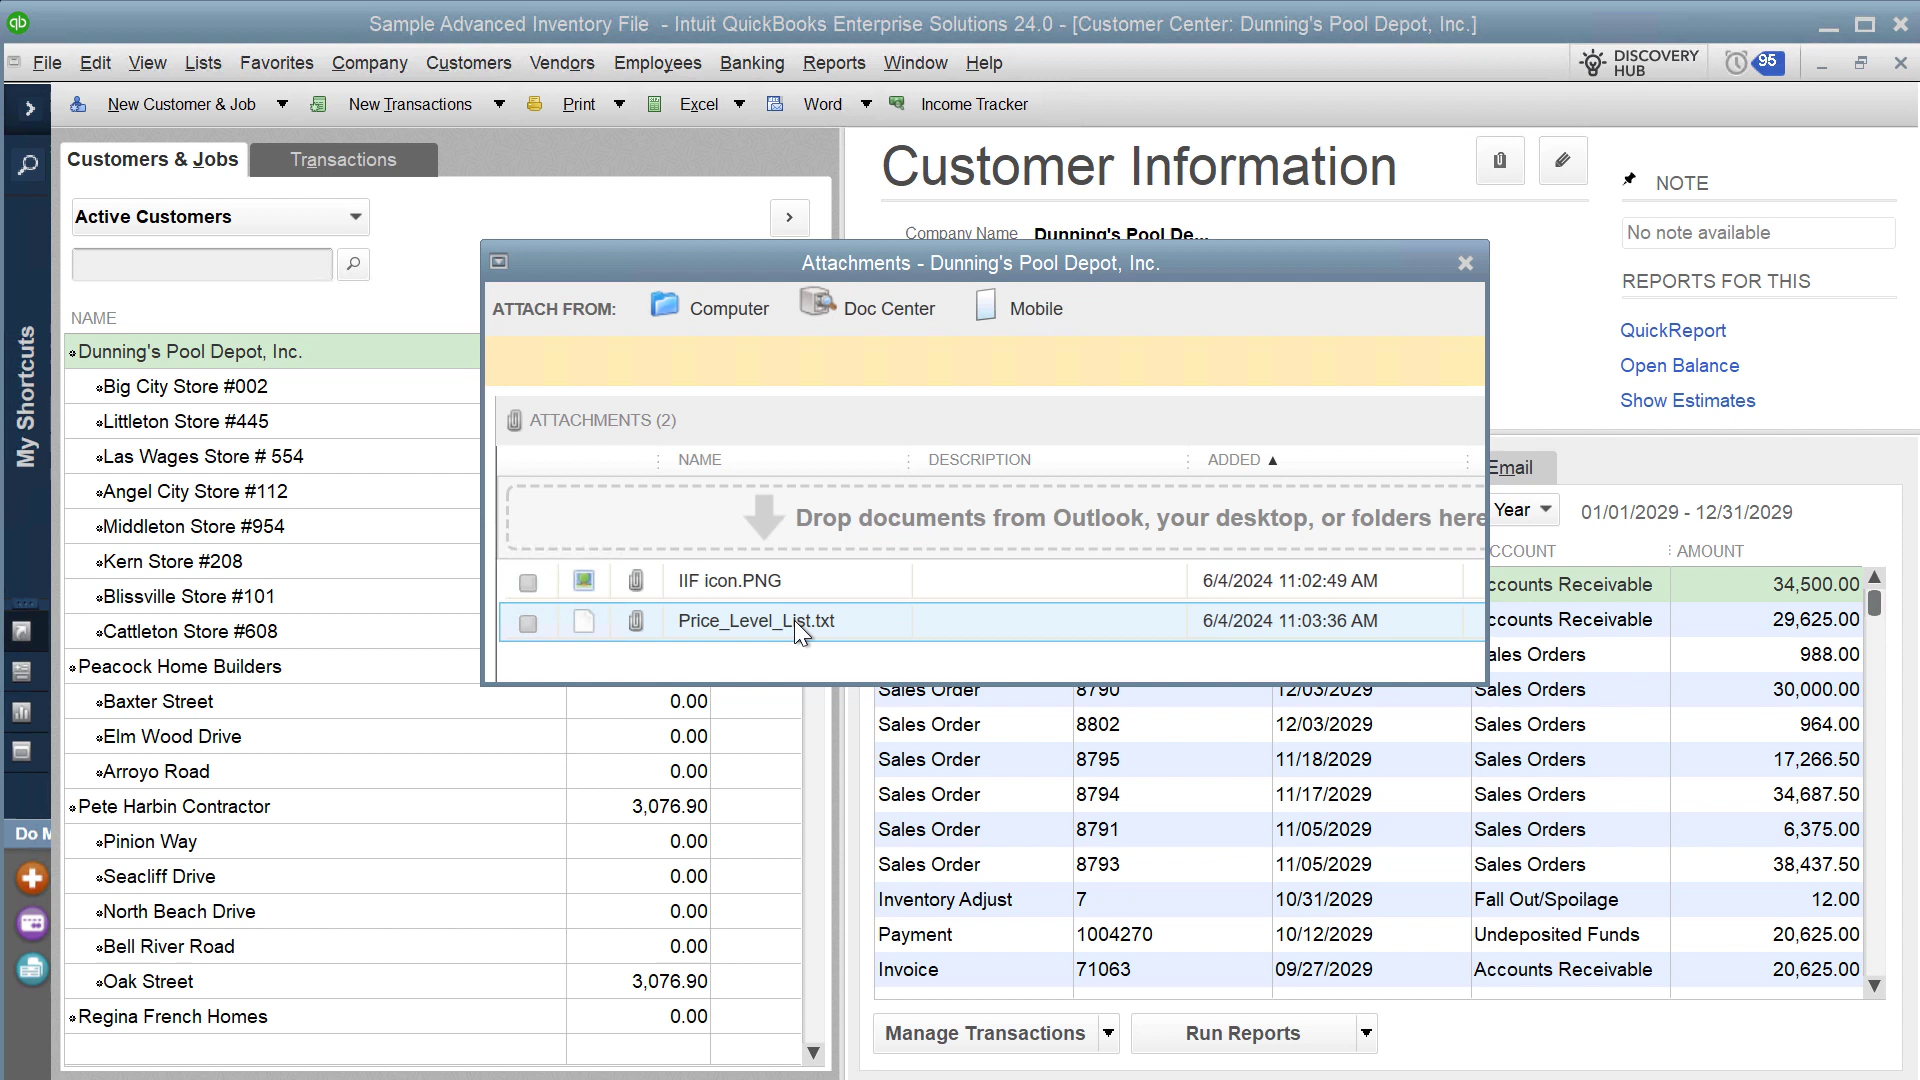 qb
Sample Advanced Inventory File - Intuit QuickBooks Enterprise Solutions 24.0 - [Customer Center: Dunning's Pool Depot, Inc.]
File Edit View Lists Favorites Company Customers Vendors Employees Banking Reports Window Help
DISCOVERY
HUB
95
New Customer & Job New Transactions Print Excel Word Income Tracker
My Shortcuts
Do M
Customers & Jobs Transactions
Active Customers
NAME
Dunning's Pool Depot, Inc.
Big City Store #002
Littleton Store #445
Las Wages Store # 554
Angel City Store #112
Middleton Store #954
Kern Store #208
Blissville Store #101
Cattleton Store #608
Peacock Home Builders
Baxter Street 0.00
Elm Wood Drive 0.00
Arroyo Road 0.00
Pete Harbin Contractor 3,076.90
Pinion Way 0.00
Seacliff Drive 0.00
North Beach Drive 0.00
Bell River Road 0.00
Oak Street 3,076.90
Regina French Homes 0.00
Customer Information
Company Name Dunning's Pool De...
NOTE
No note available
REPORTS FOR THIS
QuickReport
Open Balance
Show Estimates
Attachments - Dunning's Pool Depot, Inc.
ATTACH FROM: Computer Doc Center Mobile
ATTACHMENTS (2)
NAME DESCRIPTION ADDED
Drop documents from Outlook, your desktop, or folders here
IIF icon.PNG 6/4/2024 11:02:49 AM
Price_Level_List.txt 6/4/2024 11:03:36 AM
Email
Year 01/01/2029 - 12/31/2029
CCOUNT AMOUNT
ccounts Receivable 34,500.00
ccounts Receivable 29,625.00
ales Orders 988.00
Sales Order 8790 12/03/2029 Sales Orders 30,000.00
Sales Order 8802 12/03/2029 Sales Orders 964.00
Sales Order 8795 11/18/2029 Sales Orders 17,266.50
Sales Order 8794 11/17/2029 Sales Orders 34,687.50
Sales Order 8791 11/05/2029 Sales Orders 6,375.00
Sales Order 8793 11/05/2029 Sales Orders 38,437.50
Inventory Adjust 7 10/31/2029 Fall Out/Spoilage 12.00
Payment 1004270 10/12/2029 Undeposited Funds 20,625.00
Invoice 71063 09/27/2029 Accounts Receivable 20,625.00
Manage Transactions Run Reports